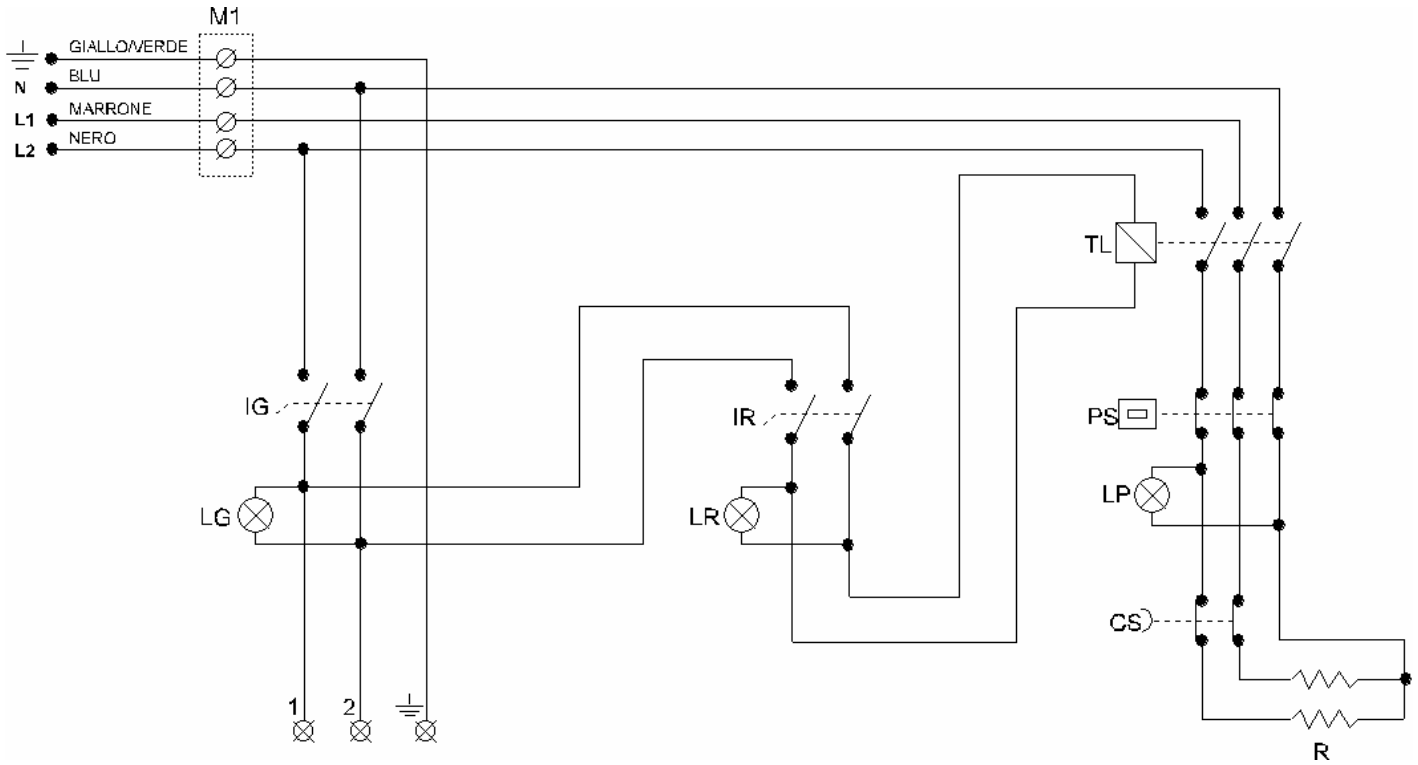 M1
GIALLO/VERDE
N BLU
L1 MARRONE
L2 NERO
TL
IG
IR
PS
LG
LR
LP
CS
1 2
R